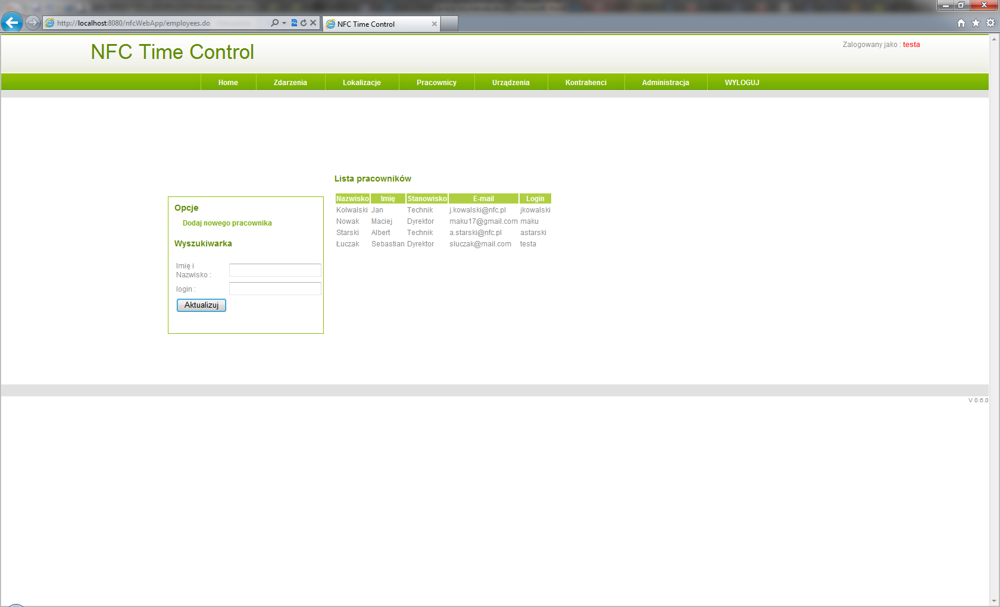 http://localhost:8080/nfcWebApp/employees.do
NFC Time Control
NFC Time Control
Zalogowany jako : testa
Home Zdarzenia Lokalizacje Pracownicy Urządzenia Kontrahenci Administracja WYLOGUJ
Lista pracowników
Nazwisko Imię Stanowisko E-mail Login
Kolwalski Jan Technik j.kowalski@nfc.pl jkowalski
Nowak Maciej Dyrektor maku17@gmail.com maku
Starski Albert Technik a.starski@nfc.pl astarski
Łuczak Sebastian Dyrektor sluczak@mail.com testa
Opcje
Dodaj nowego pracownika
Wyszukiwarka
Imię i
Nazwisko :
login :
Aktualizuj
V 0.6.0